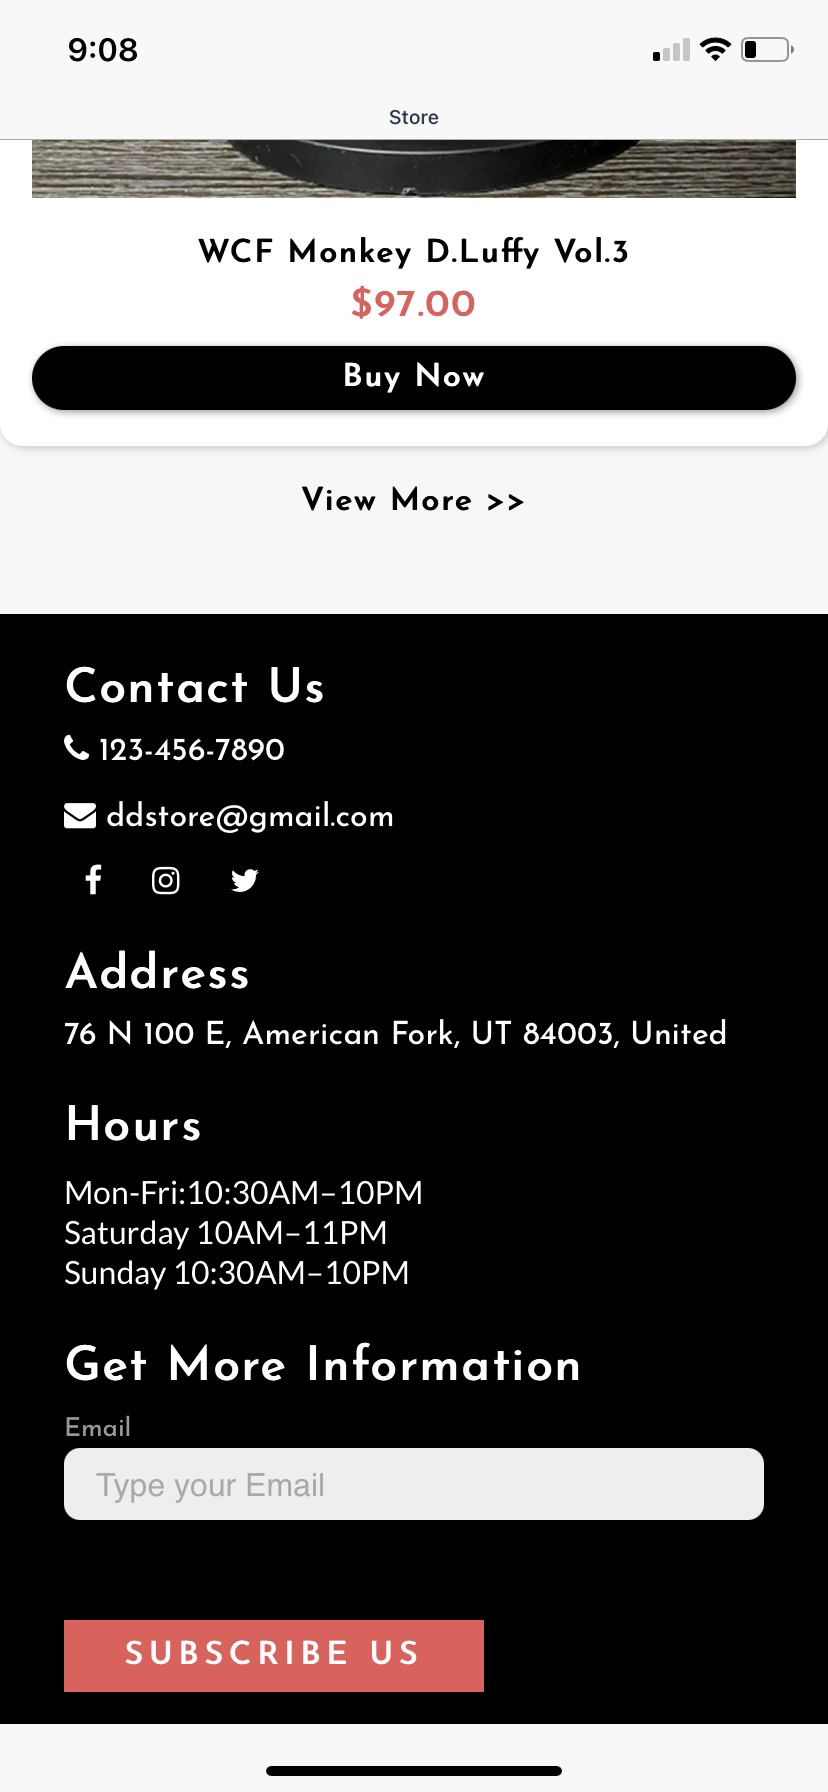 9:08
Store
WCF Monkey D.Luffy Vol.3
$97.00
Buy Now
View More >>
Contact Us
123-456-7890
ddstore@gmail.com
Address
76 N 100 E, American Fork, UT 84003, United
Hours
Mon-Fri:10:30AM–10PM
Saturday 10AM–11PM
Sunday 10:30AM–10PM
Get More Information
Email
Type your Email
SUBSCRIBE US